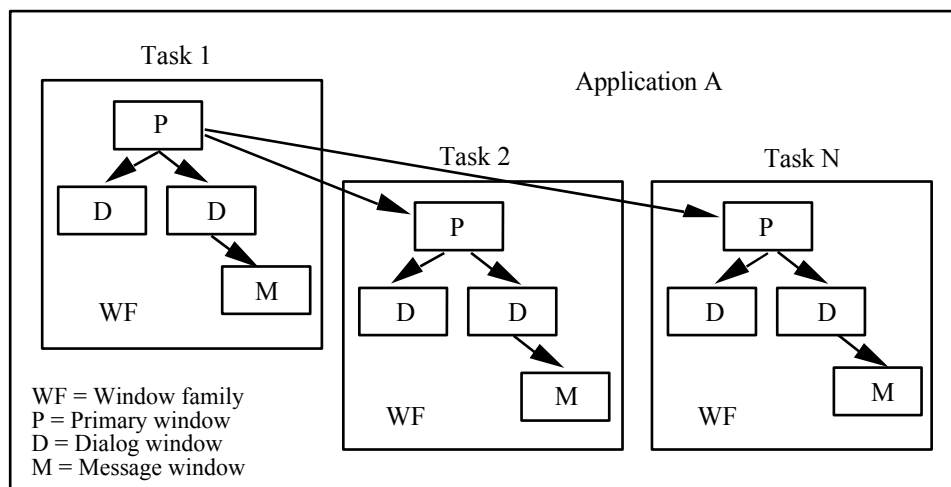 Task 1
Application A
P
Task 2
Task N
D D
P
P
M
WF
D D
D D
M
M
WF
WF
WF = Window family
P = Primary window
D = Dialog window
M = Message window